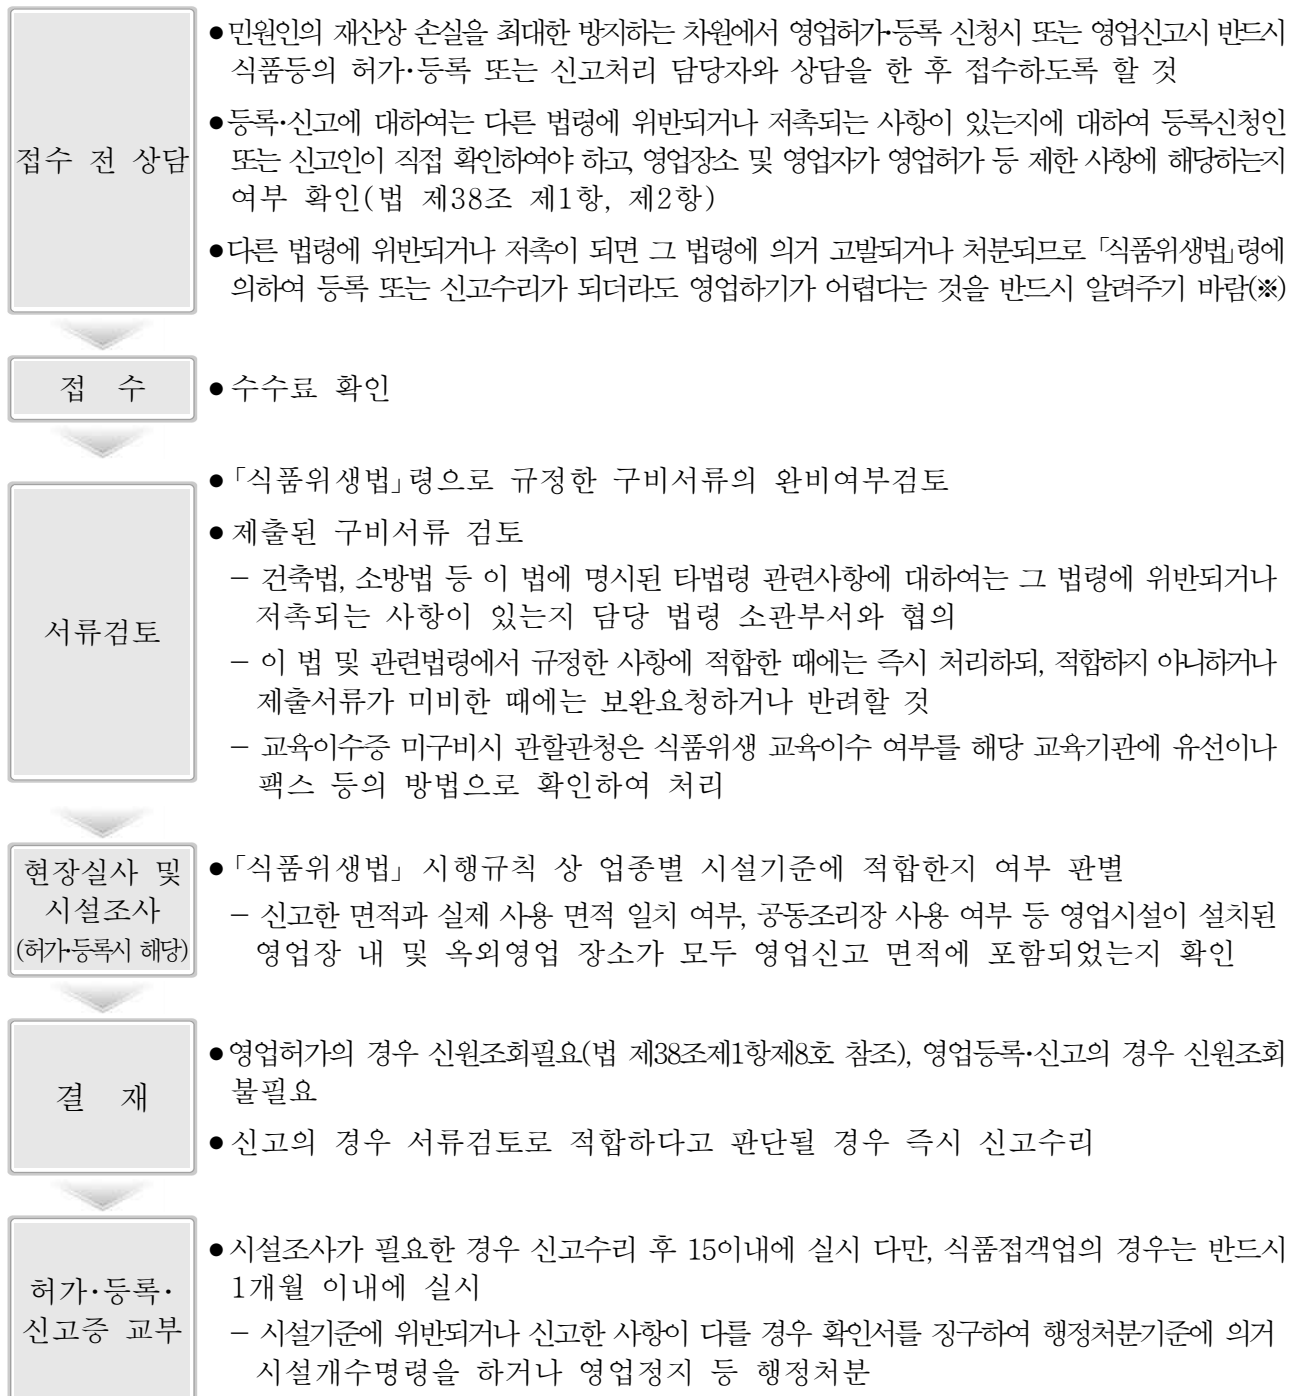 접수 전 상담
●민원인의 재산상 손실을 최대한 방지하는 차원에서 영업허가·등록 신청시 또는 영업신고시 반드시
식품등의 허가·등록 또는 신고처리 담당자와 상담을 한 후 접수하도록 할 것
●등록·신고에 대하여는 다른 법령에 위반되거나 저촉되는 사항이 있는지에 대하여 등록신청인
또는 신고인이 직접 확인하여야 하고, 영업장소 및 영업자가 영업허가 등 제한 사항에 해당하는지
여부 확인(법 제38조 제1항, 제2항)
●다른 법령에 위반되거나 저촉이 되면 그 법령에 의거 고발되거나 처분되므로 「식품위생법」령에
의하여 등록 또는 신고수리가 되더라도 영업하기가 어렵다는 것을 반드시 알려주기 바람(※)
접 수
●수수료 확인
서류검토
●「식품위생법」령으로 규정한 구비서류의 완비여부검토
●제출된 구비서류 검토
– 건축법, 소방법 등 이 법에 명시된 타법령 관련사항에 대하여는 그 법령에 위반되거나
저촉되는 사항이 있는지 담당 법령 소관부서와 협의
– 이 법 및 관련법령에서 규정한 사항에 적합한 때에는 즉시 처리하되, 적합하지 아니하거나
제출서류가 미비한 때에는 보완요청하거나 반려할 것
– 교육이수증 미구비시 관할관청은 식품위생 교육이수 여부를 해당 교육기관에 유선이나
팩스 등의 방법으로 확인하여 처리
현장실사 및
시설조사
(허가·등록시 해당)
●「식품위생법」 시행규칙 상 업종별 시설기준에 적합한지 여부 판별
– 신고한 면적과 실제 사용 면적 일치 여부, 공동조리장 사용 여부 등 영업시설이 설치된
영업장 내 및 옥외영업 장소가 모두 영업신고 면적에 포함되었는지 확인
결 재
●영업허가의 경우 신원조회필요(법 제38조제1항제8호 참조), 영업등록·신고의 경우 신원조회
불필요
●신고의 경우 서류검토로 적합하다고 판단될 경우 즉시 신고수리
허가·등록·
신고증 교부
●시설조사가 필요한 경우 신고수리 후 15이내에 실시 다만, 식품접객업의 경우는 반드시
1개월 이내에 실시
– 시설기준에 위반되거나 신고한 사항이 다를 경우 확인서를 징구하여 행정처분기준에 의거
시설개수명령을 하거나 영업정지 등 행정처분